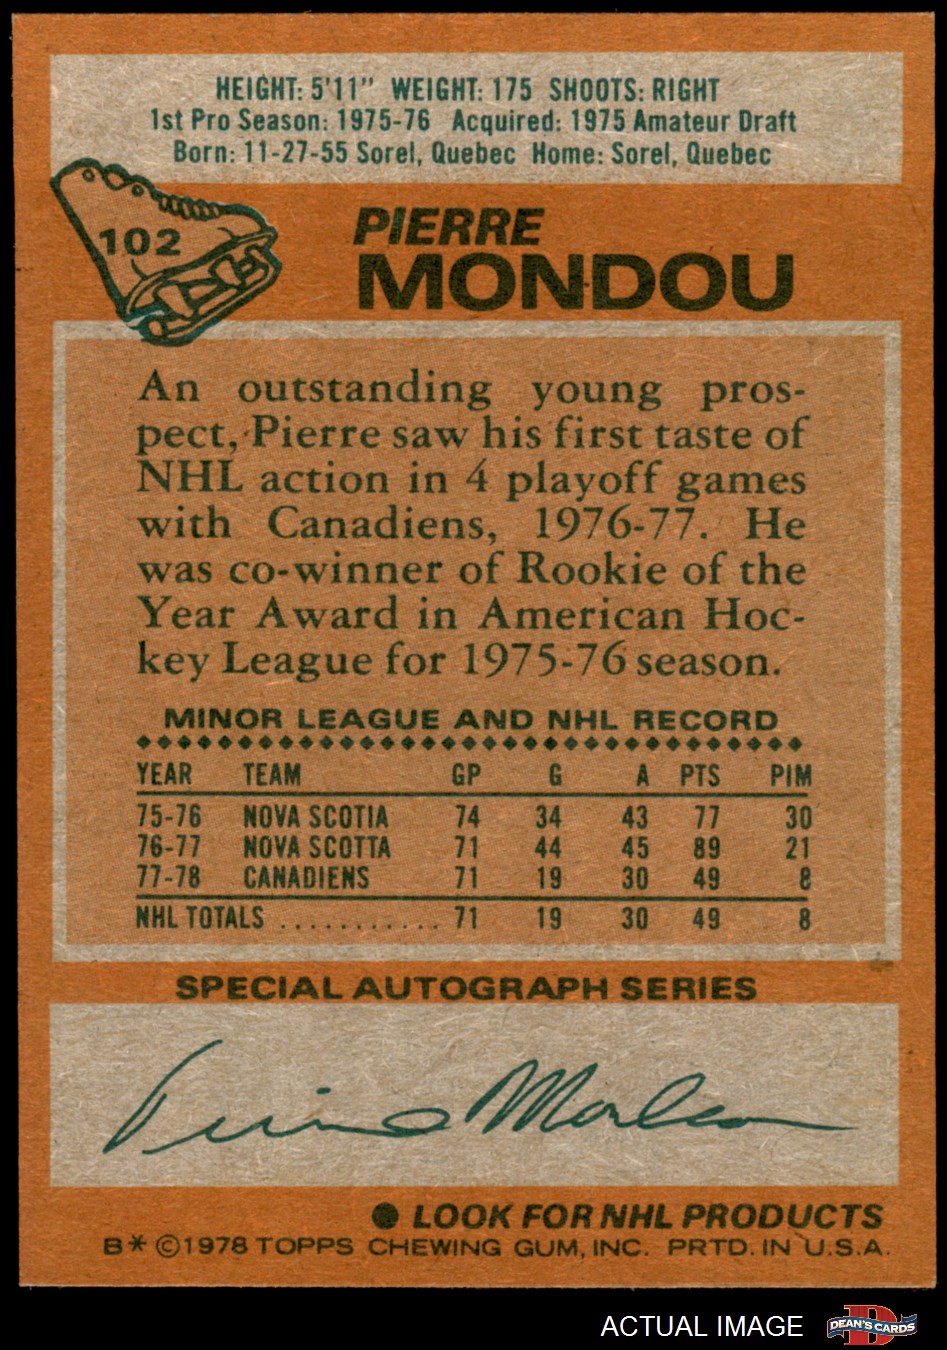 HEIGHT: 5'11" WEIGHT: 175 SHOOTS: RIGHT
1st Pro Season: 1975-76 Acquired: 1975 Amateur Draft
Born: 11-27-55 Sorel, Quebec Home: Sorel, Quebec
102
PIERRE
MONDOU
An outstanding young pros-
pect, Pierre saw his first taste of
NHL action in 4 playoff games
with Canadiens, 1976-77. He
was co-winner of Rookie of the
Year Award in American Hoc-
key League for 1975-76 season.
MINOR LEAGUE AND NHL RECORD
YEAR TEAM GP G A PTS PIM
75-76 NOVA SCOTIA 74 34 43 77 30
76-77 NOVA SCOTTA 71 44 45 89 21
77-78 CANADIENS 71 19 30 49 8
NHL TOTALS ............ 71 19 30 49 8
SPECIAL AUTOGRAPH SERIES
Pierre Mondou
● LOOK FOR NHL PRODUCTS
B* ©1978 TOPPS CHEWING GUM, INC. PRTD. IN U.S.A.
ACTUAL IMAGE
D
DEAN'S CARDS